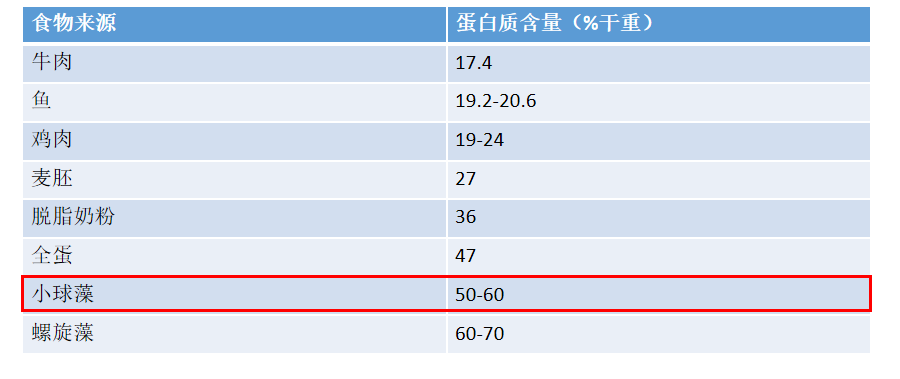 食物来源 蛋白质含量（%干重）
牛肉 17.4
鱼 19.2-20.6
鸡肉 19-24
麦胚 27
脱脂奶粉 36
全蛋 47
小球藻 50-60
螺旋藻 60-70